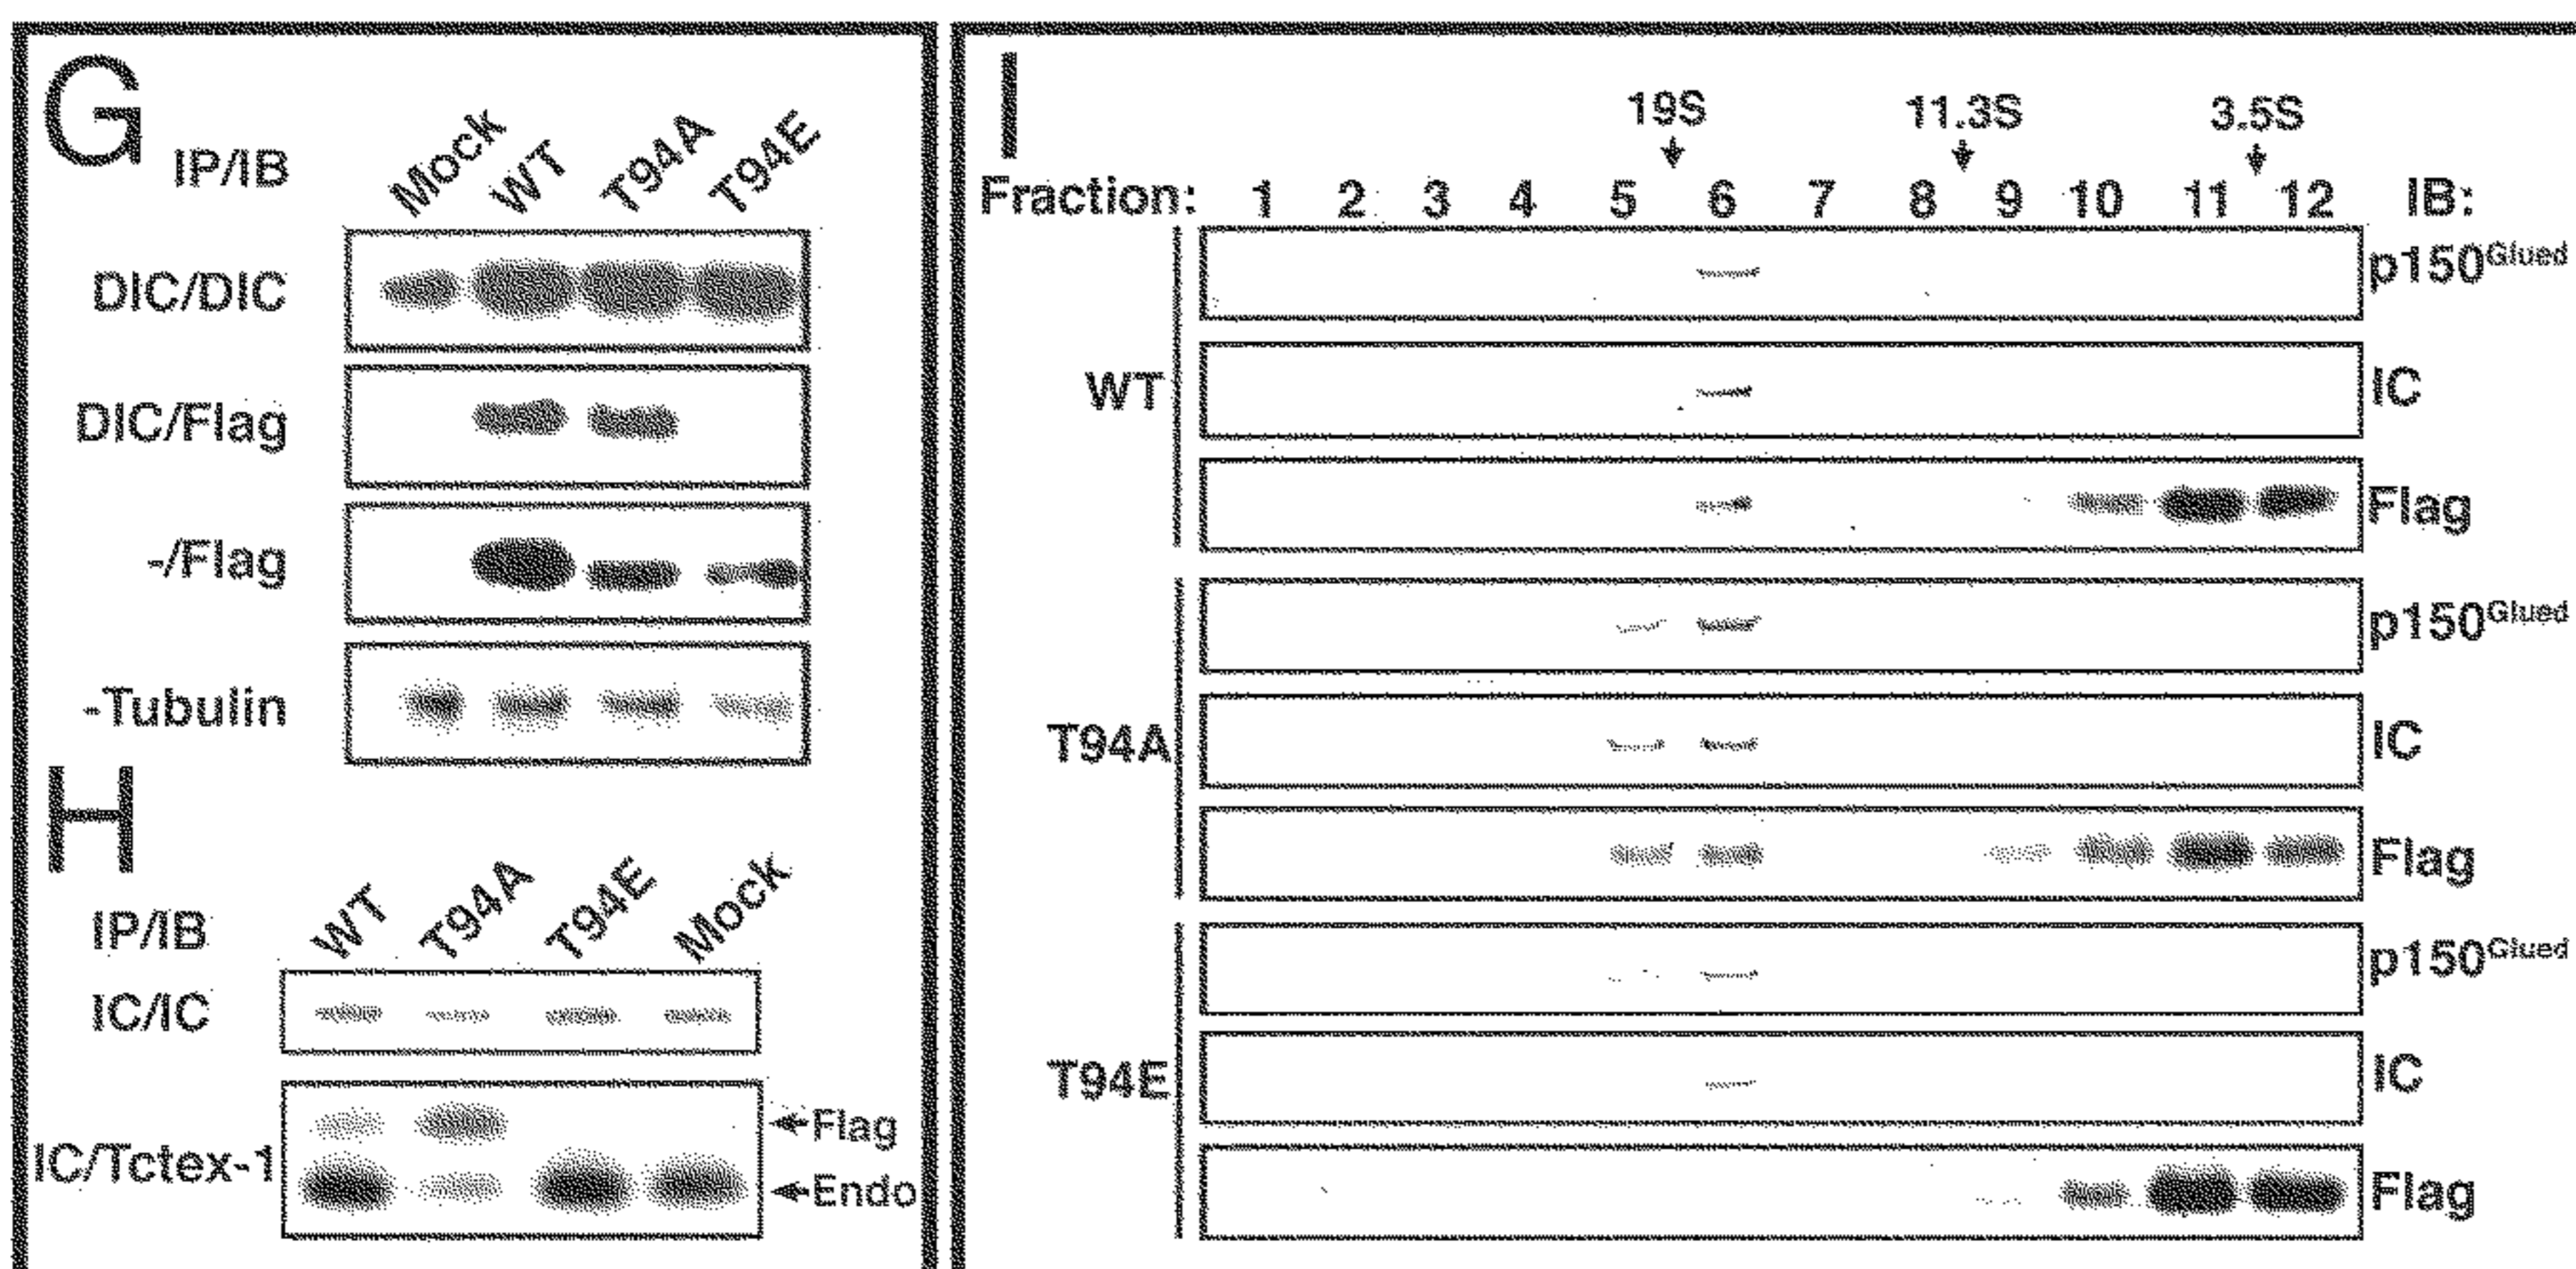 G
IP/IB Mock WT T94A T94E
DIC/DIC
DIC/Flag
-/Flag
-Tubulin
H
IP/IB WT T94A T94E Mock
IC/IC
IC/Tctex-1
Flag
Endo
I
19S 11.3S 3.5S
Fraction: 1 2 3 4 5 6 7 8 9 10 11 12 IB:
WT
p150Glued
IC
Flag
T94A
p150Glued
IC
Flag
T94E
p150Glued
IC
Flag